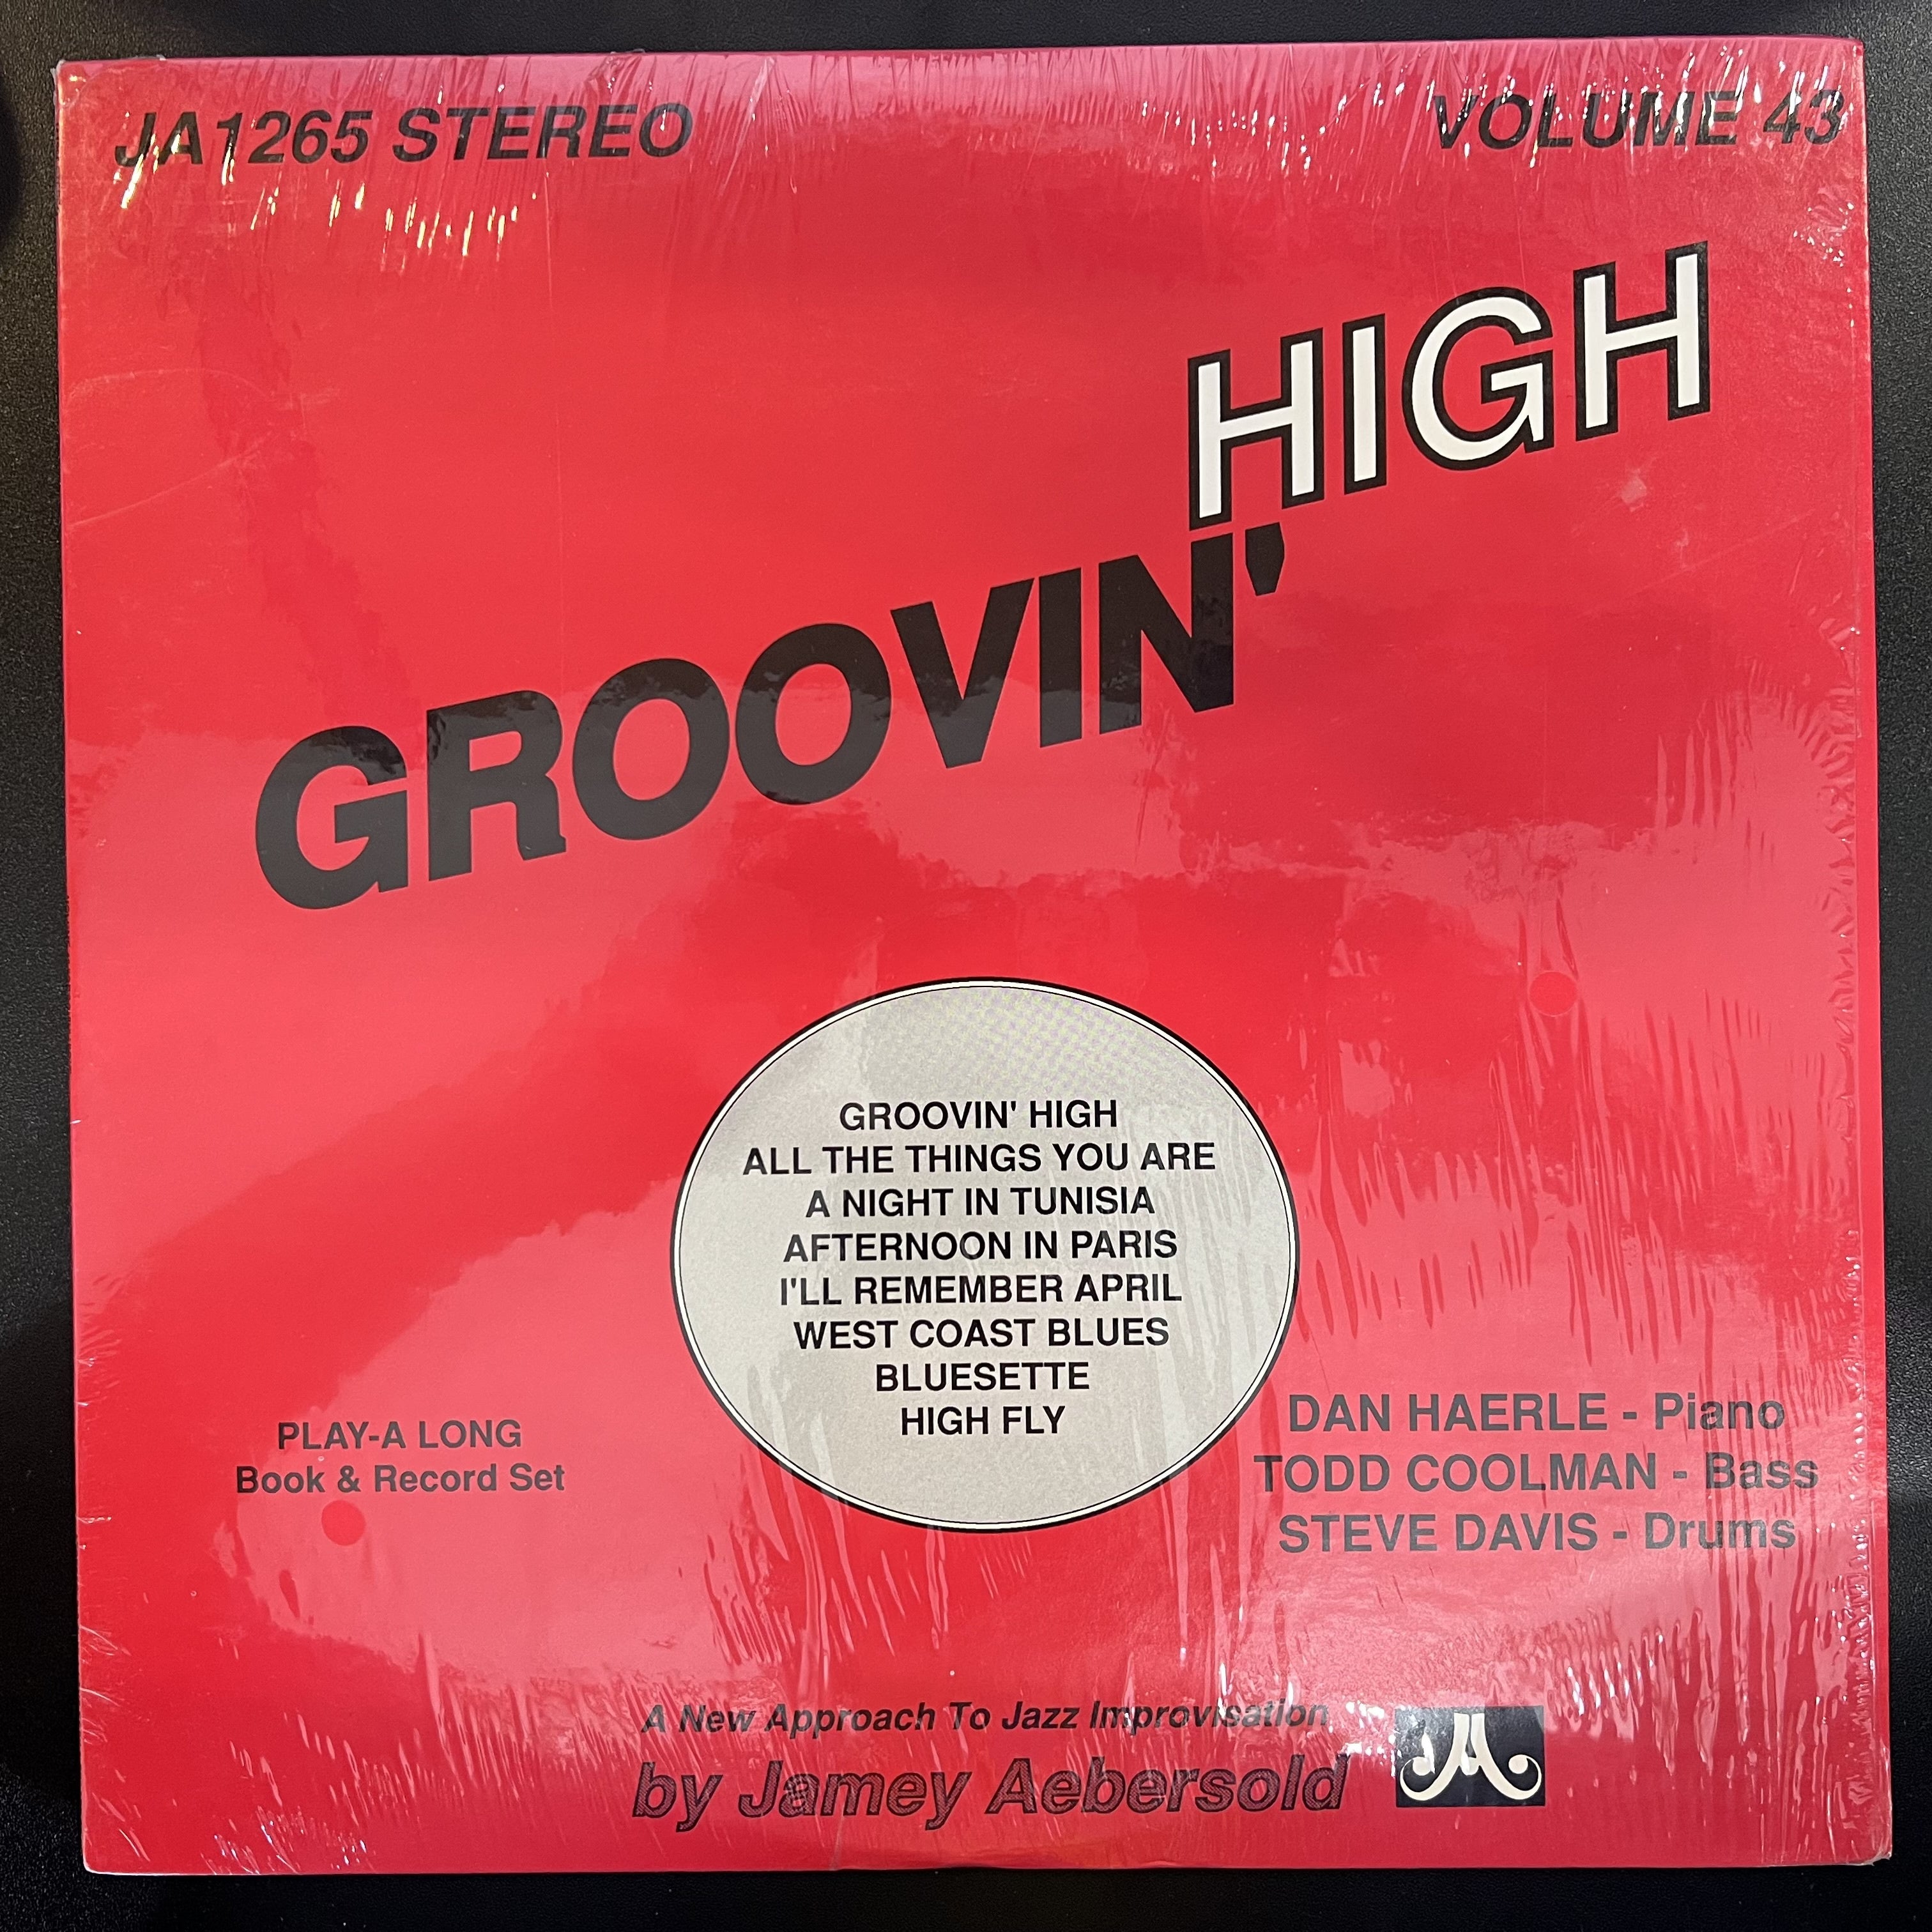 JA1265 STEREO
VOLUME 43
HIGH
GROOVIN'
GROOVIN' HIGH
ALL THE THINGS YOU ARE
A NIGHT IN TUNISIA
AFTERNOON IN PARIS
I'LL REMEMBER APRIL
WEST COAST BLUES
BLUESETTE
HIGH FLY
PLAY-A LONG
Book & Record Set
DAN HAERLE - Piano
TODD COOLMAN - Bass
STEVE DAVIS - Drums
A New Approach To Jazz Improvisation
by Jamey Aebersold
JA